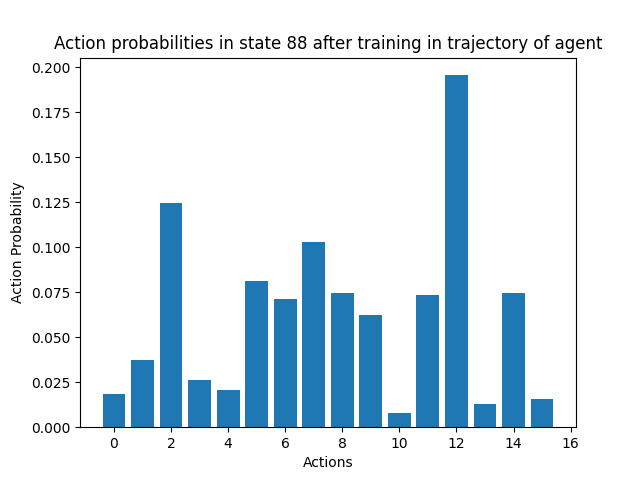 Action probabilities in state 88 after training in trajectory of agent
0.200
0.175
0.150
0.125
0.100
0.075
0.050
0.025
0.000
Action Probability
0 2 4 6 8 10 12 14 16
Actions